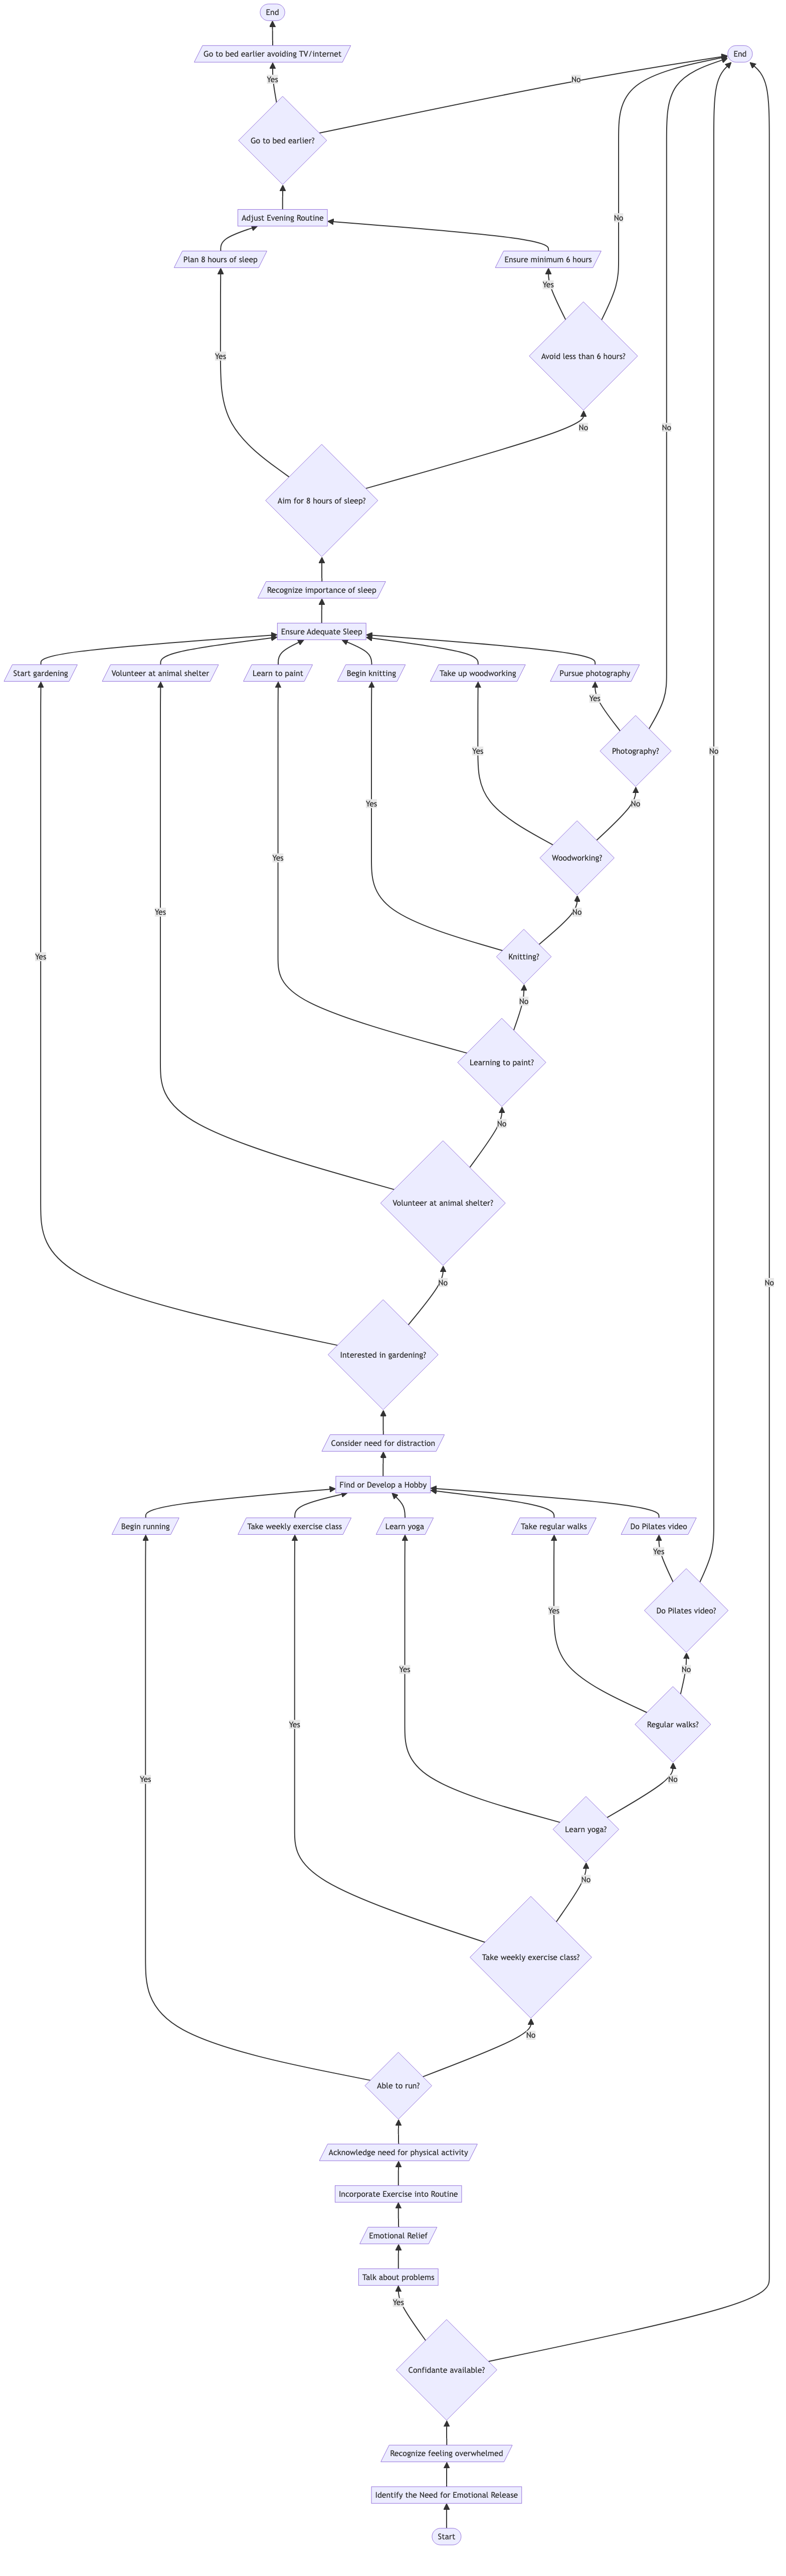 End
Go to bed earlier avoiding TV/internet
End
Yes
No
Go to bed earlier?
Adjust Evening Routine
No
Plan 8 hours of sleep
Ensure minimum 6 hours
Yes
Yes
Avoid less than 6 hours?
No
No
Aim for 8 hours of sleep?
Recognize importance of sleep
Ensure Adequate Sleep
Start gardening
Volunteer at animal shelter
Learn to paint
Begin knitting
Take up woodworking
Pursue photography
Yes
Yes
Photography?
No
Yes
No
Yes
Woodworking?
Yes
No
Yes
Knitting?
No
Learning to paint?
No
Volunteer at animal shelter?
No
No
Interested in gardening?
Consider need for distraction
Find or Develop a Hobby
Begin running
Take weekly exercise class
Learn yoga
Take regular walks
Do Pilates video
Yes
Yes
Do Pilates video?
Yes
No
Yes
Regular walks?
Yes
No
Learn yoga?
No
Take weekly exercise class?
No
Able to run?
Acknowledge need for physical activity
Incorporate Exercise into Routine
Emotional Relief
Talk about problems
Yes
Confidante available?
Recognize feeling overwhelmed
Identify the Need for Emotional Release
Start